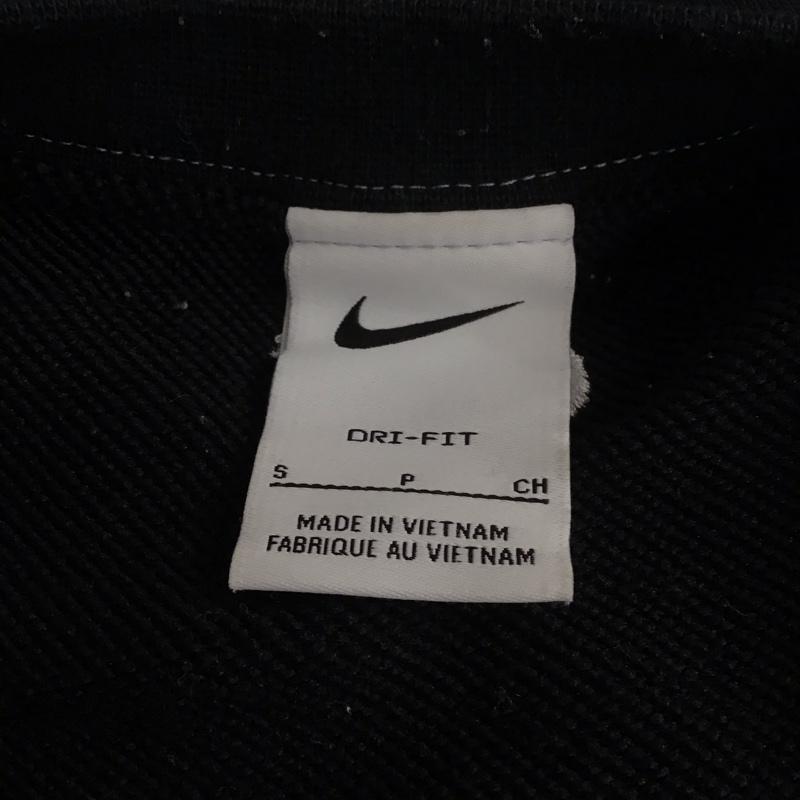 DRI-FIT
S P CH
MADE IN VIETNAM
FABRIQUE AU VIETNAM